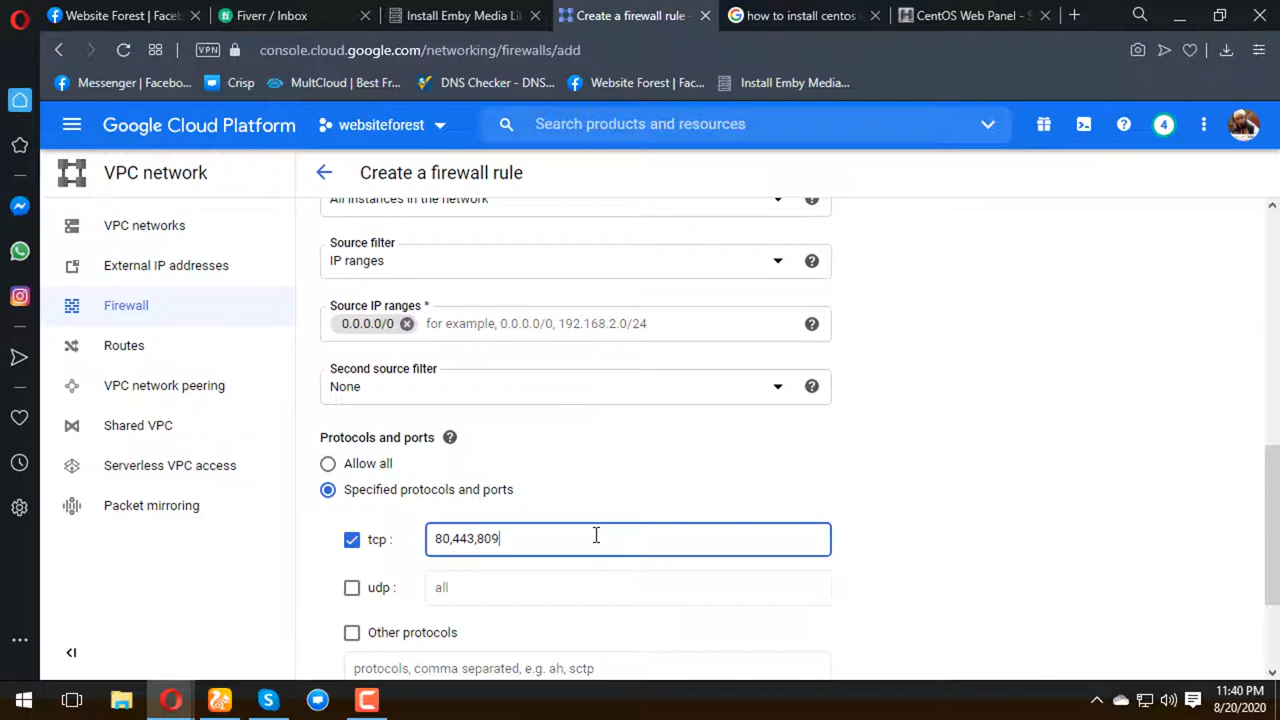 Website Forest | Faceb
Fiverr / Inbox
Install Emby Media Li
Create a firewall rule -
how to install centos
CentOS Web Panel - S
VPN
console.cloud.google.com/networking/firewalls/add
Messenger | Facebo...
Crisp
MultCloud | Best Fr...
DNS Checker - DNS...
Website Forest | Fac...
Install Emby Media...
Google Cloud Platform
websiteforest
Search products and resources
4
VPC network
Create a firewall rule
VPC networks
External IP addresses
Firewall
Routes
VPC network peering
Shared VPC
Serverless VPC access
Packet mirroring
All instances in the network
Source filter
IP ranges
Source IP ranges *
0.0.0.0/0
for example, 0.0.0.0/0, 192.168.2.0/24
Second source filter
None
Protocols and ports
Allow all
Specified protocols and ports
tcp :
80,443,809
udp :
all
Other protocols
protocols, comma separated, e.g. ah, sctp
11:40 PM
8/20/2020